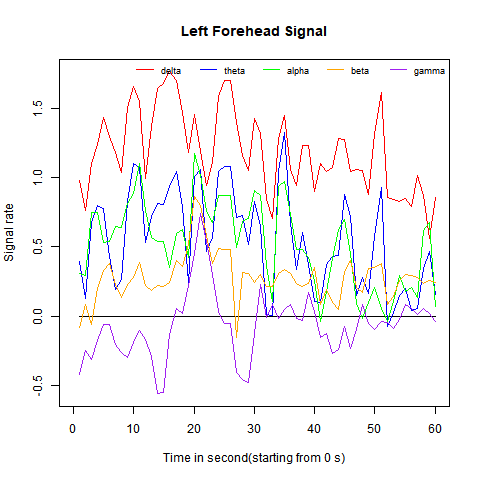 Left Forehead Signal
delta theta alpha beta gamma
Signal rate
1.5
1.0
0.5
0.0
-0.5
0 10 20 30 40 50 60
Time in second(starting from 0 s)